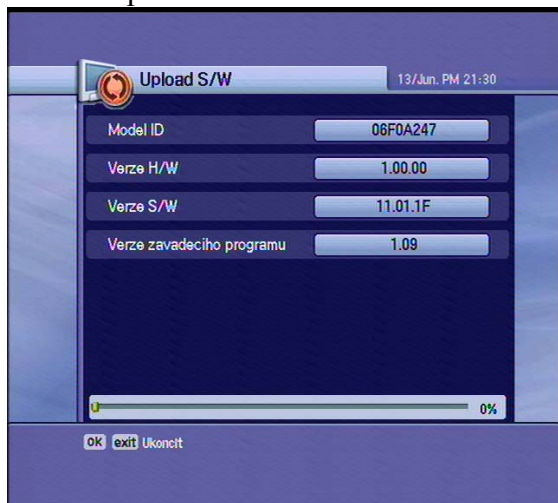 Upload S/W
13/Jun. PM 21:30
Model ID 06F0A247
Verze H/W 1.00.00
Verze S/W 11.01.1F
Verze zavadeciho programu 1.09
0%
OK exit Ukoncit